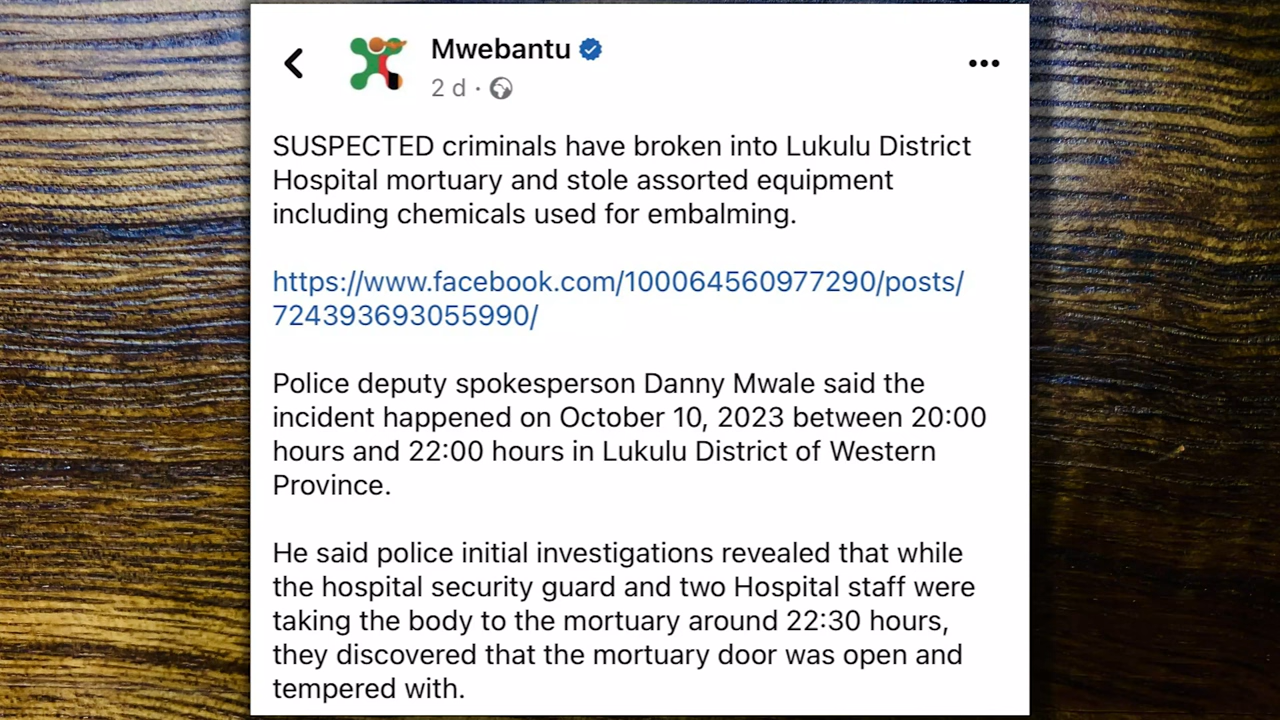 Mwebantu
2 d ·
SUSPECTED criminals have broken into Lukulu District
Hospital mortuary and stole assorted equipment
including chemicals used for embalming.
https://www.facebook.com/100064560977290/posts/
724393693055990/
Police deputy spokesperson Danny Mwale said the
incident happened on October 10, 2023 between 20:00
hours and 22:00 hours in Lukulu District of Western
Province.
He said police initial investigations revealed that while
the hospital security guard and two Hospital staff were
taking the body to the mortuary around 22:30 hours,
they discovered that the mortuary door was open and
tempered with.